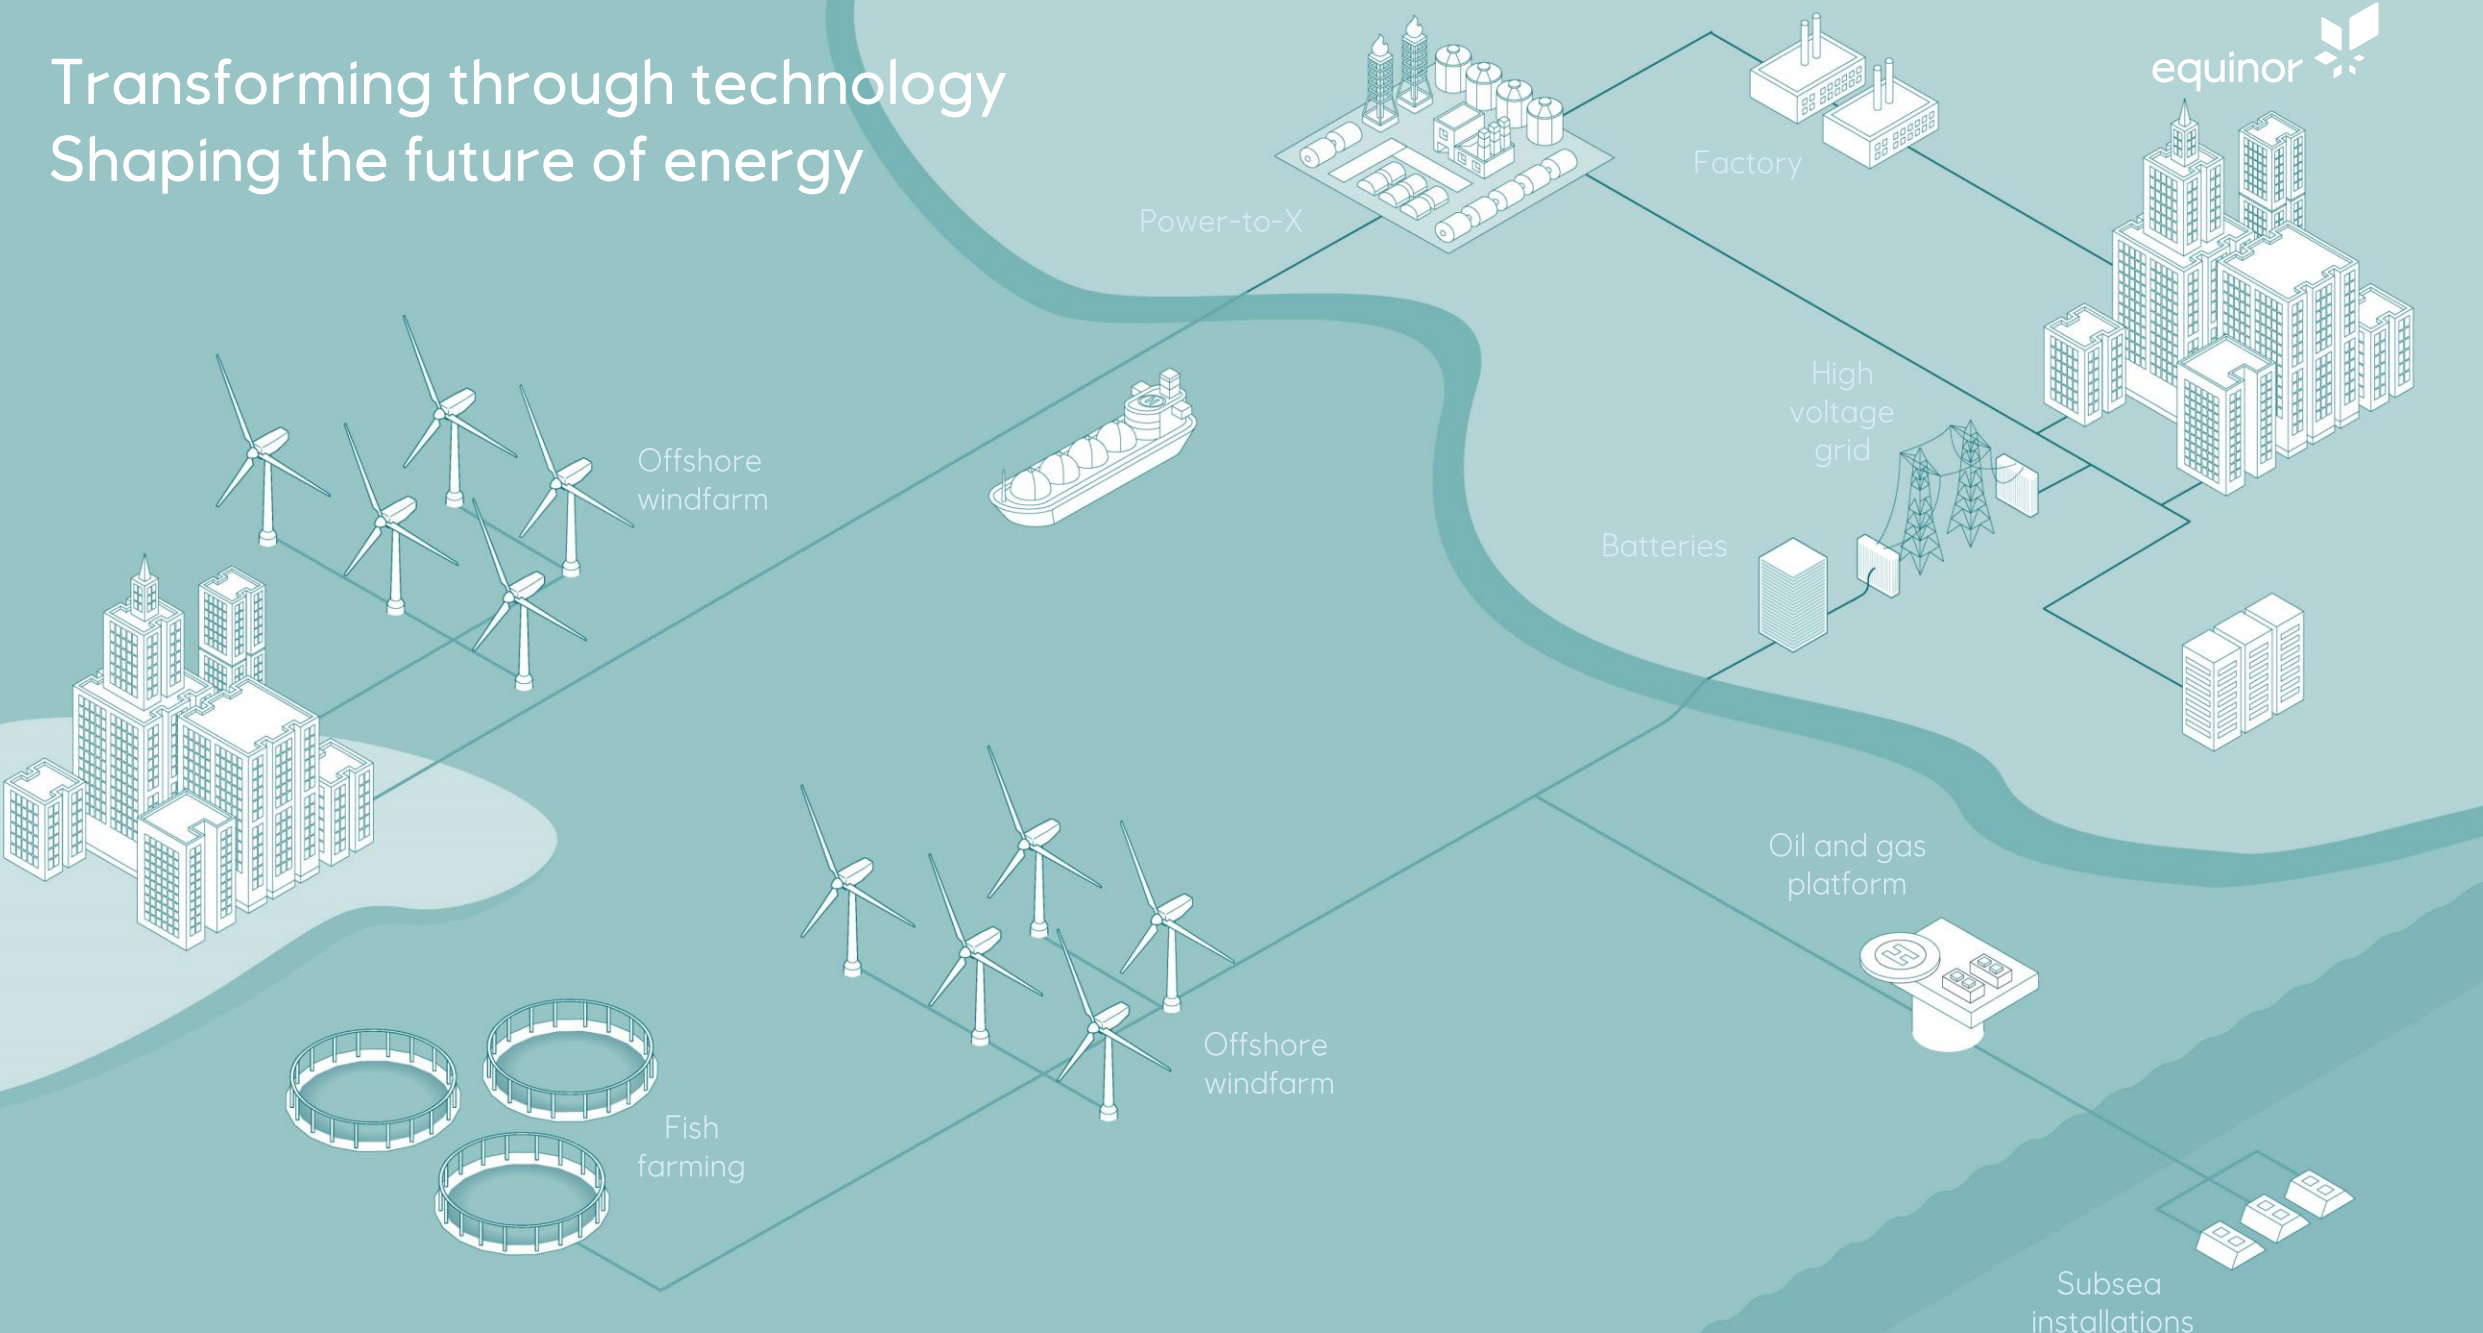 Transforming through technology
Shaping the future of energy
equinor
Factory
Power-to-X
High
voltage
grid
Offshore
windfarm
Batteries
Oil and gas
platform
Offshore
windfarm
Fish
farming
Subsea
installations